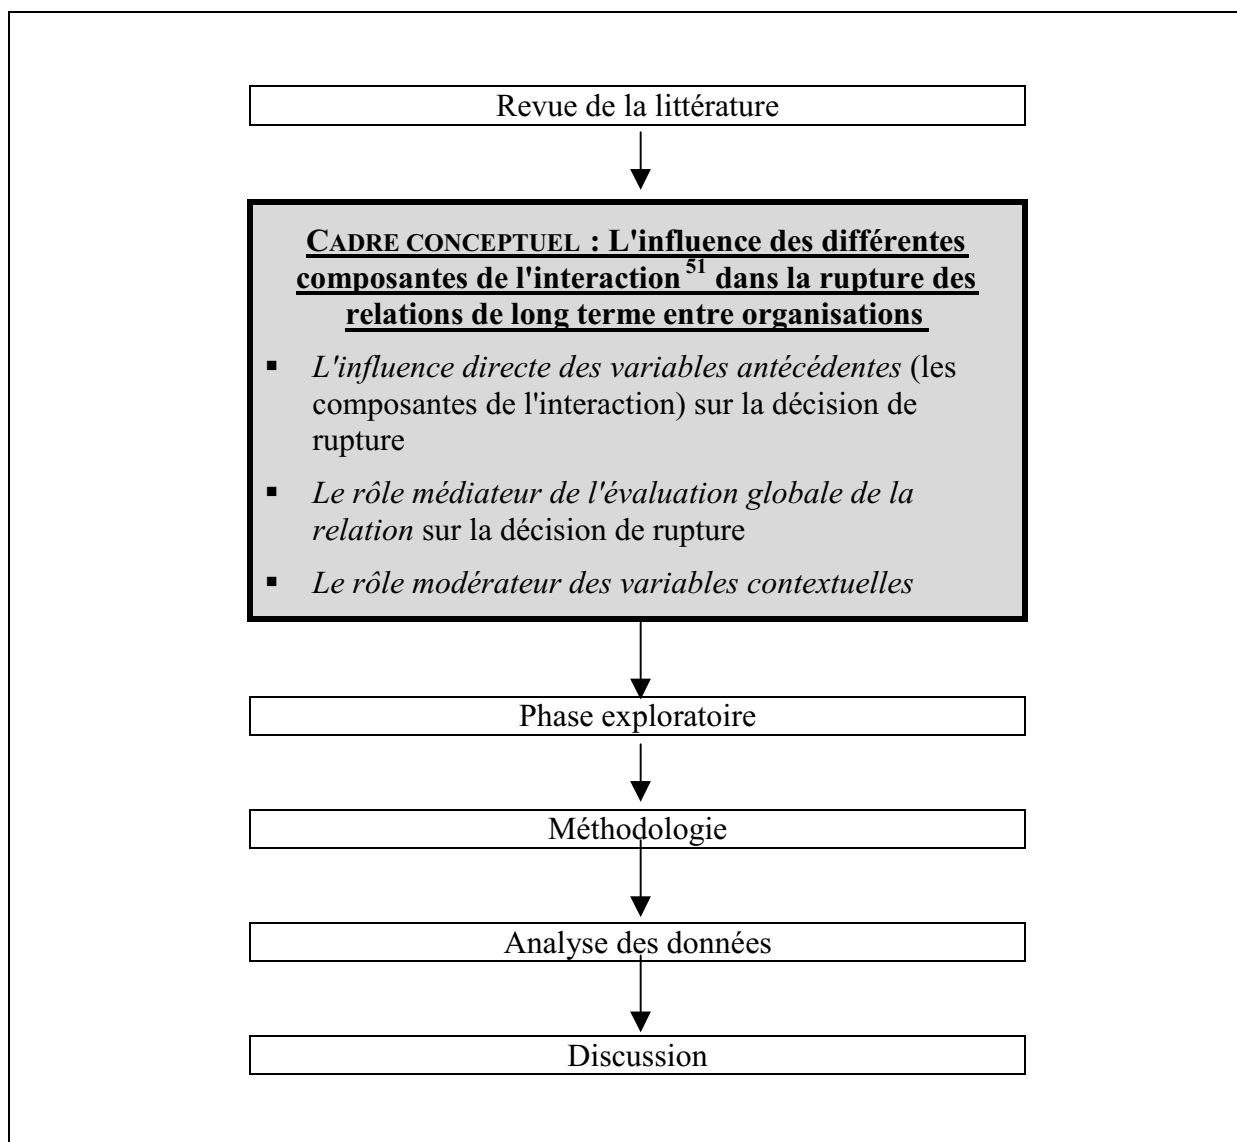 Revue de la littérature
CADRE CONCEPTUEL : L'influence des différentes
composantes de l'interaction 51 dans la rupture des
relations de long terme entre organisations
▪ L'influence directe des variables antécédentes (les
composantes de l'interaction) sur la décision de
rupture
▪ Le rôle médiateur de l'évaluation globale de la
relation sur la décision de rupture
▪ Le rôle modérateur des variables contextuelles
Phase exploratoire
Méthodologie
Analyse des données
Discussion